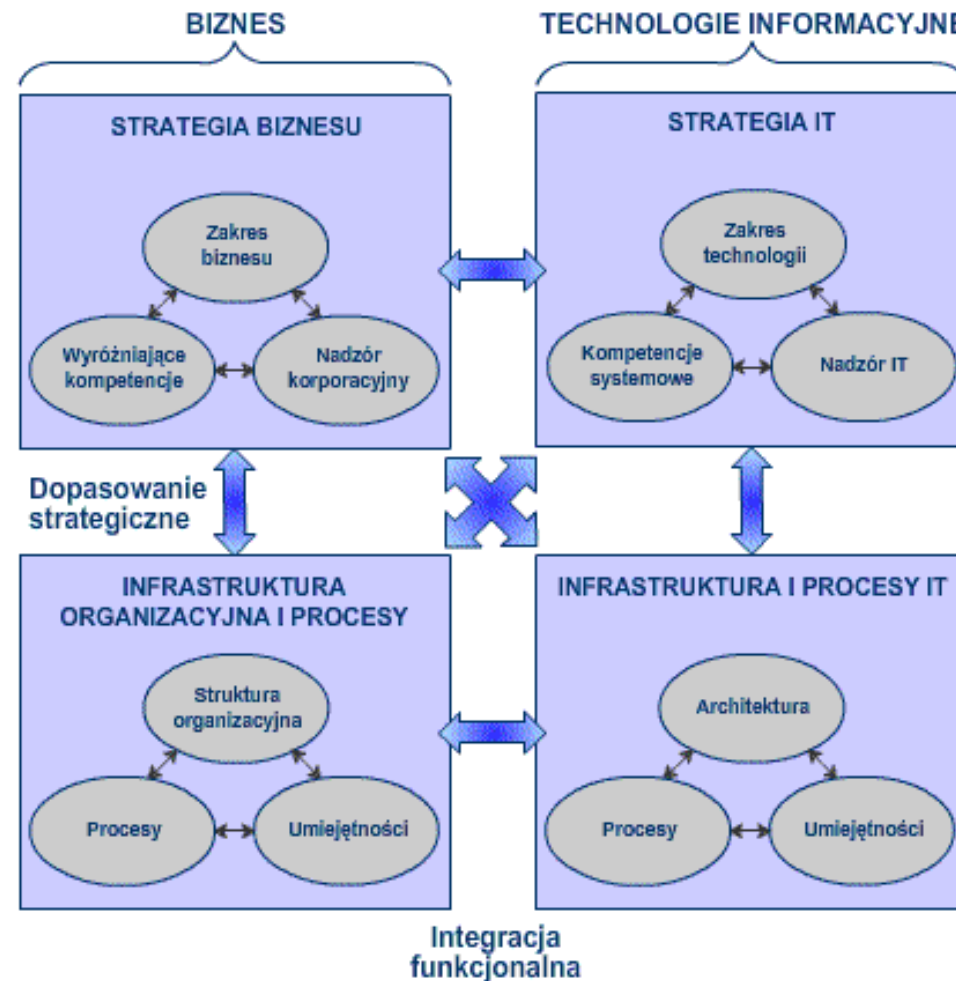 BIZNES
TECHNOLOGIE INFORMACYJNE
STRATEGIA BIZNESU
Zakres
biznesu
Wyróżniające
kompetencje
Nadzór
korporacyjny
STRATEGIA IT
Zakres
technologii
Kompetencje
systemowe
Nadzór IT
Dopasowanie
strategiczne
INFRASTRUKTURA
ORGANIZACYJNA I PROCESY
Struktura
organizacyjna
Procesy
Umiejętności
INFRASTRUKTURA I PROCESY IT
Architektura
Procesy
Umiejętności
Integracja
funkcjonalna